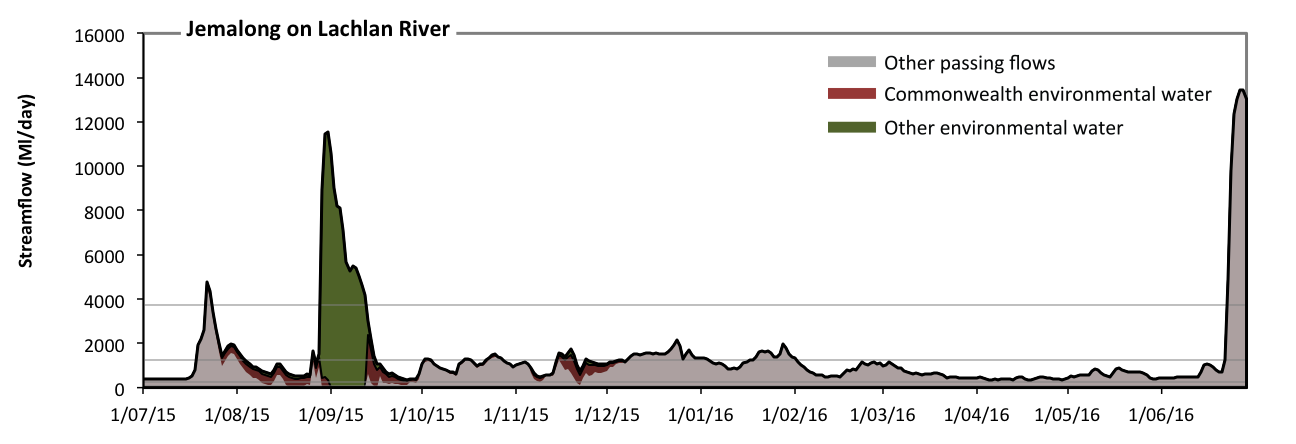 Jemalong on Lachlan River
Streamflow (Ml/day)
16000
14000
12000
10000
8000
6000
4000
2000
0
Other passing flows
Commonwealth environmental water
Other environmental water
1/07/15 1/08/15 1/09/15 1/10/15 1/11/15 1/12/15 1/01/16 1/02/16 1/03/16 1/04/16 1/05/16 1/06/16